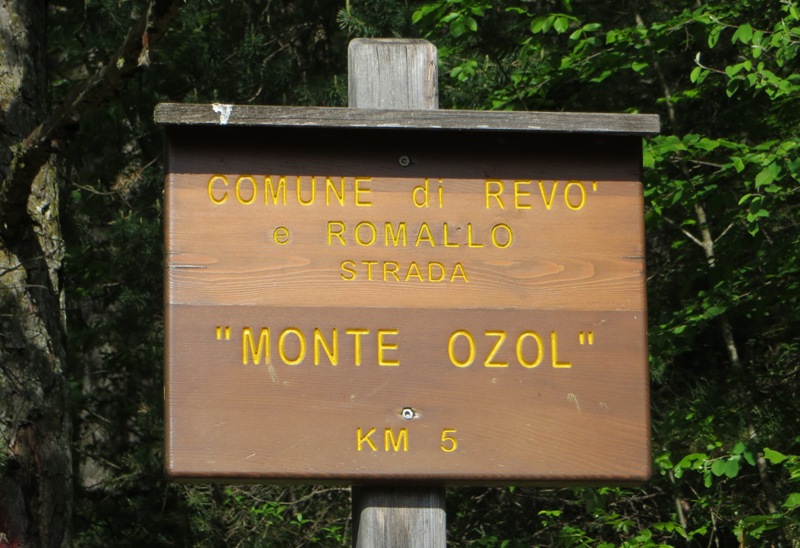 COMUNE di REVO'
e ROMALLO
STRADA
"MONTE OZOL"
KM 5